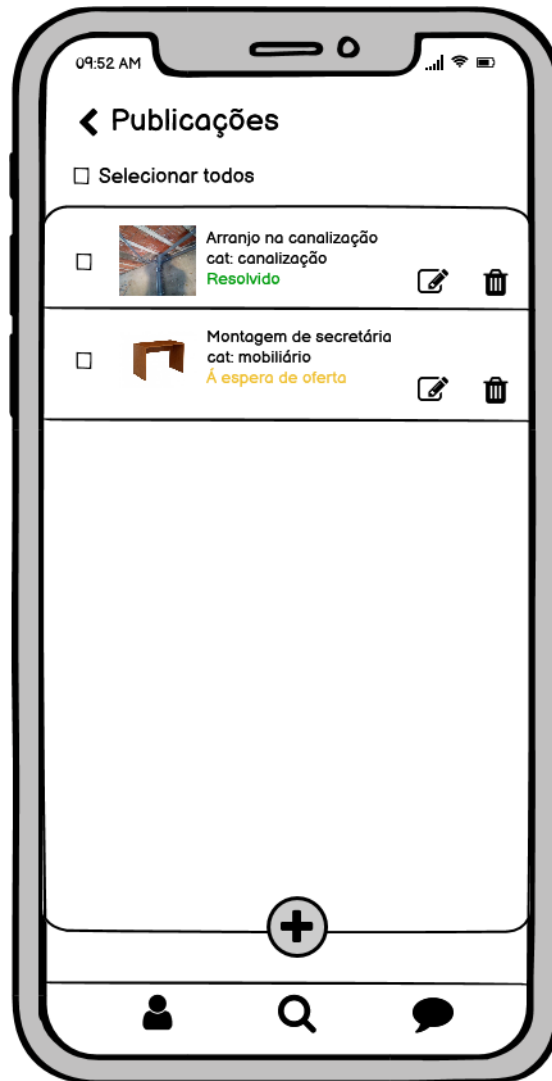 09:52 AM
Publicações
Selecionar todos
Arranjo na canalização
cat: canalização
Resolvido
Montagem de secretária
cat: mobiliário
Á espera de oferta